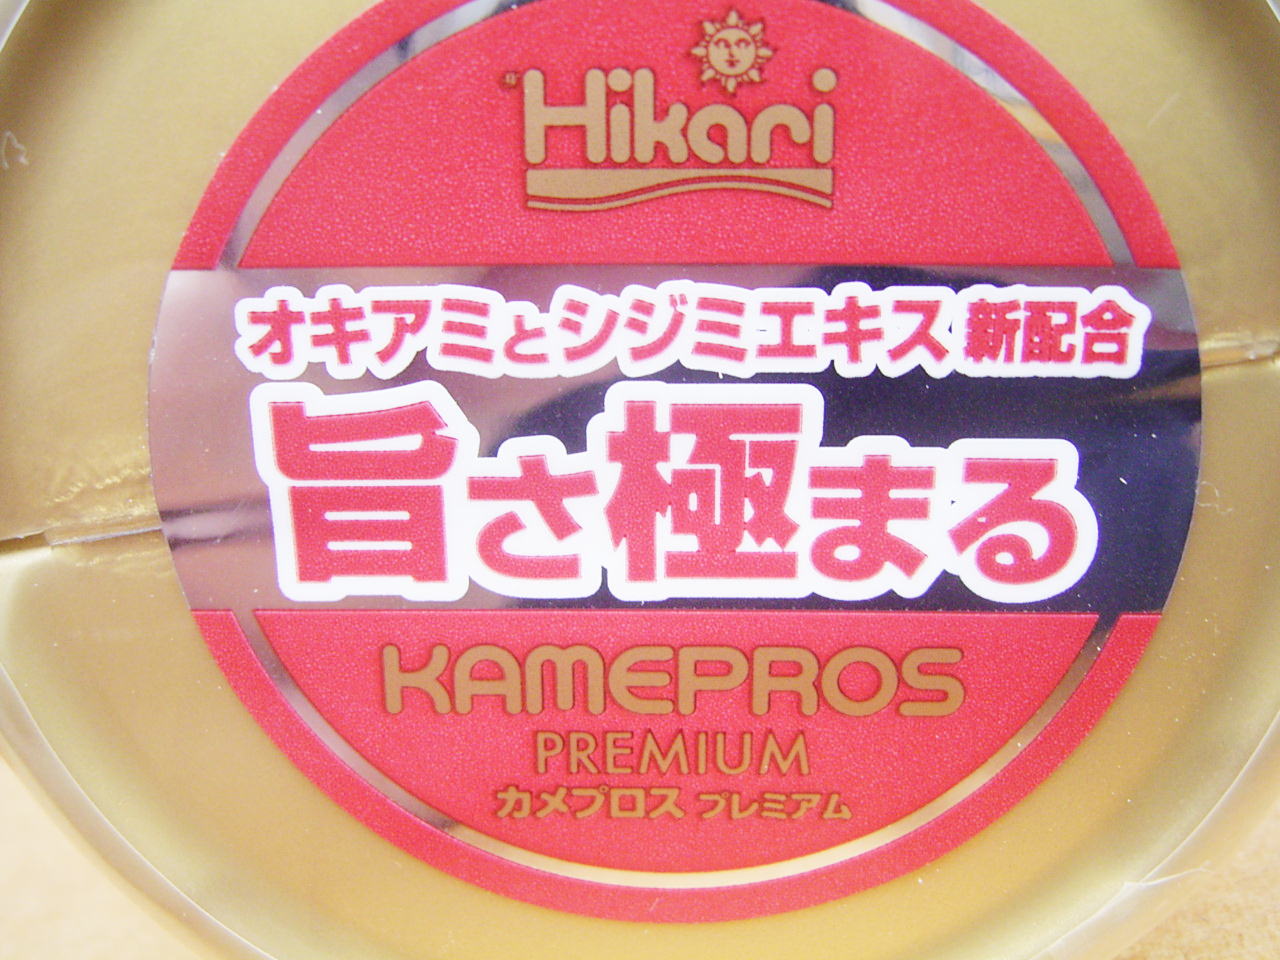 Hikari
オキアミとシジミエキス 新配合
旨さ極まる
KAMEPROS
PREMIUM
カメプロス プレミアム